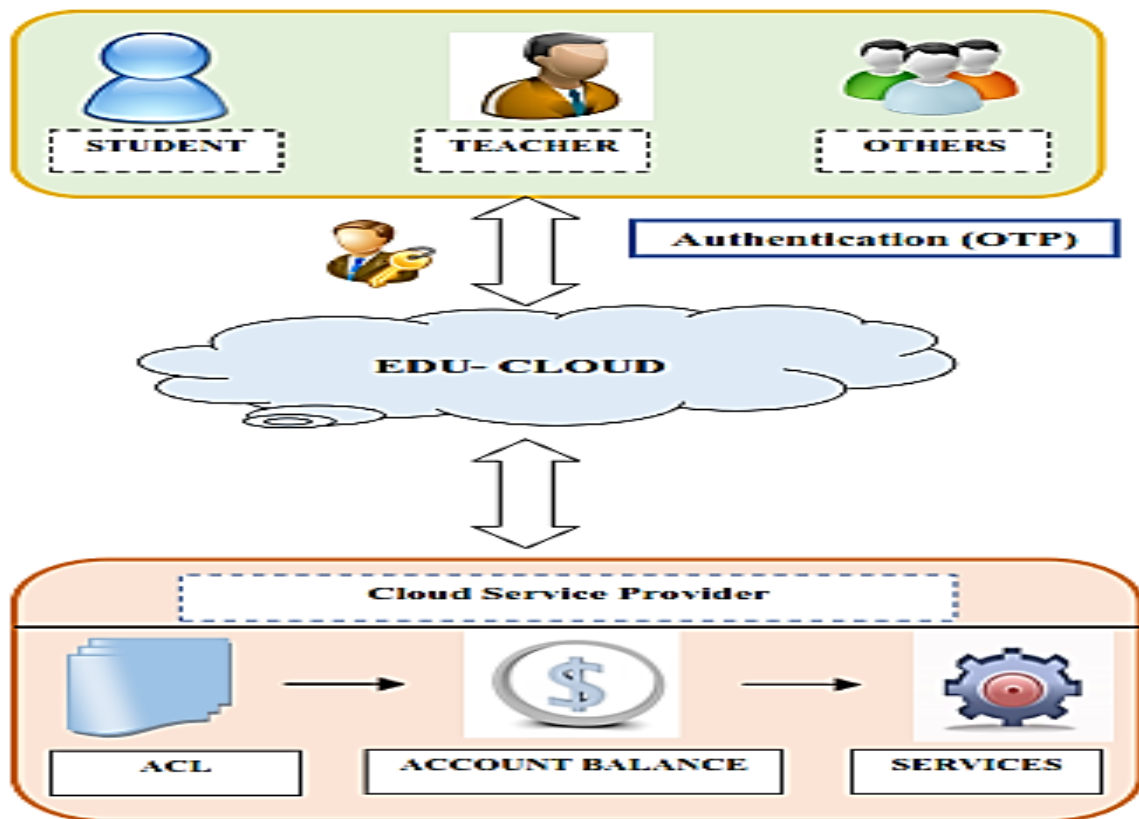 STUDENT
TEACHER
OTHERS
Authentication (OTP)
EDU- CLOUD
Cloud Service Provider
$
ACL
ACCOUNT BALANCE
SERVICES